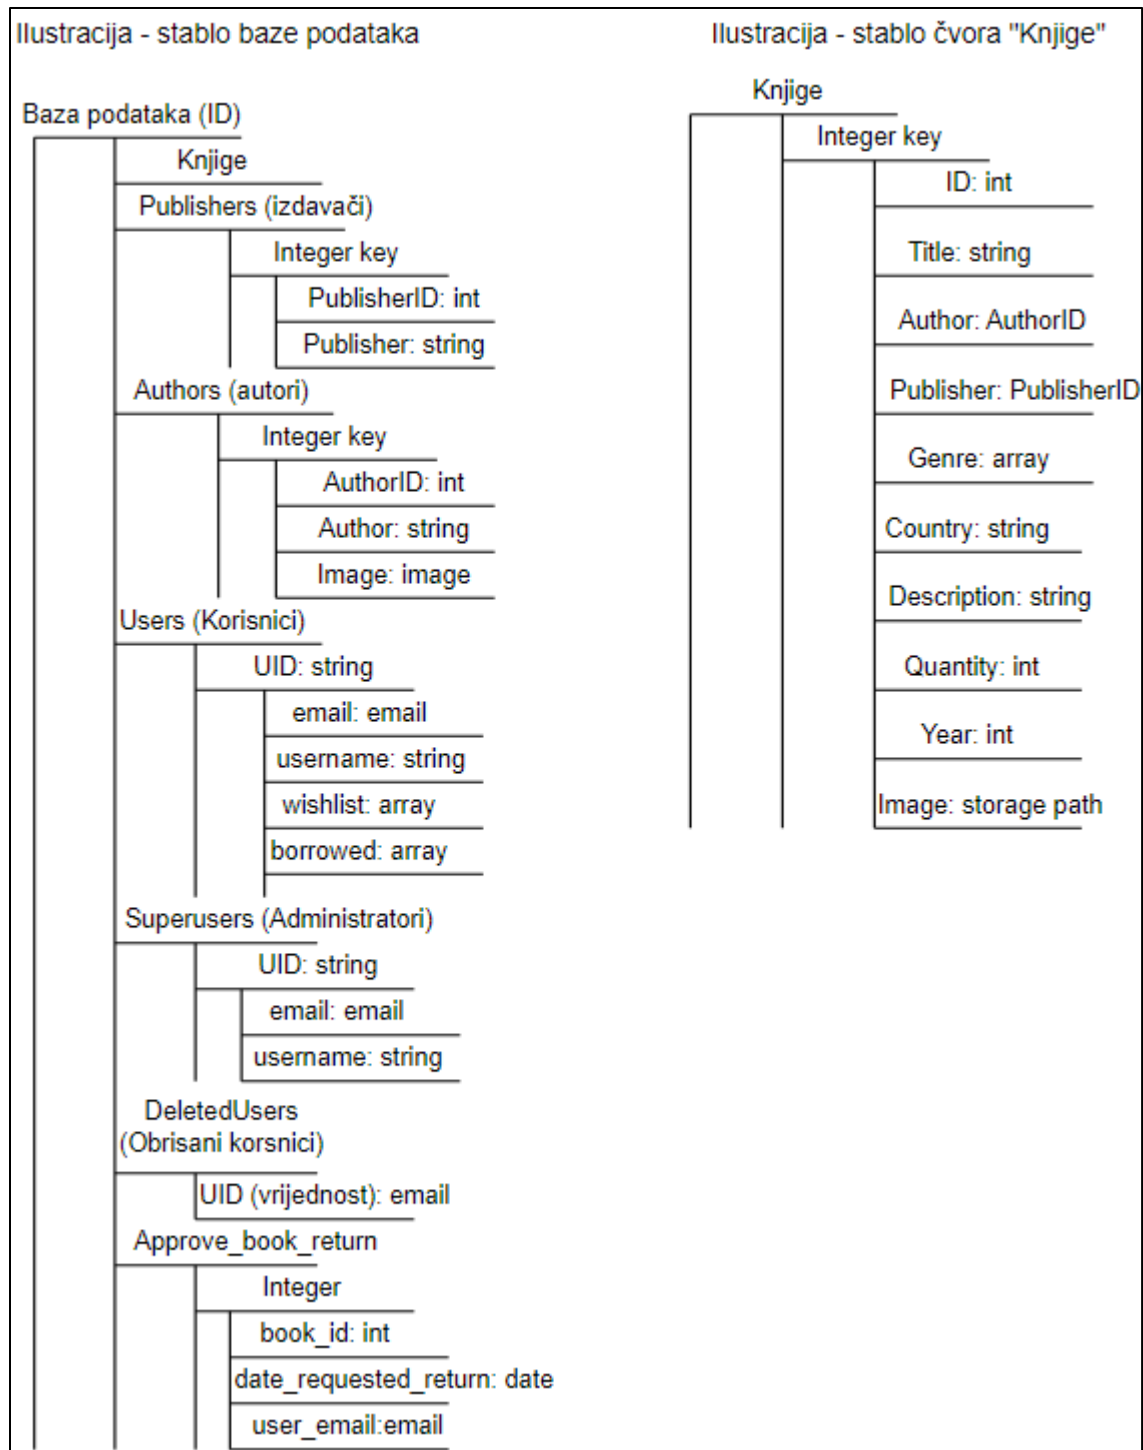 Ilustracija - stablo baze podataka
Baza podataka (ID)
Knjige
Publishers (izdavači)
Integer key
PublisherID: int
Publisher: string
Authors (autori)
Integer key
AuthorID: int
Author: string
Image: image
Users (Korisnici)
UID: string
email: email
username: string
wishlist: array
borrowed: array
Superusers (Administratori)
UID: string
email: email
username: string
DeletedUsers
(Obrisani korsnici)
UID (vrijednost): email
Approve_book_return
Integer
book_id: int
date_requested_return: date
user_email:email
Ilustracija - stablo čvora "Knjige"
Knjige
Integer key
ID: int
Title: string
Author: AuthorID
Publisher: PublisherID
Genre: array
Country: string
Description: string
Quantity: int
Year: int
Image: storage path